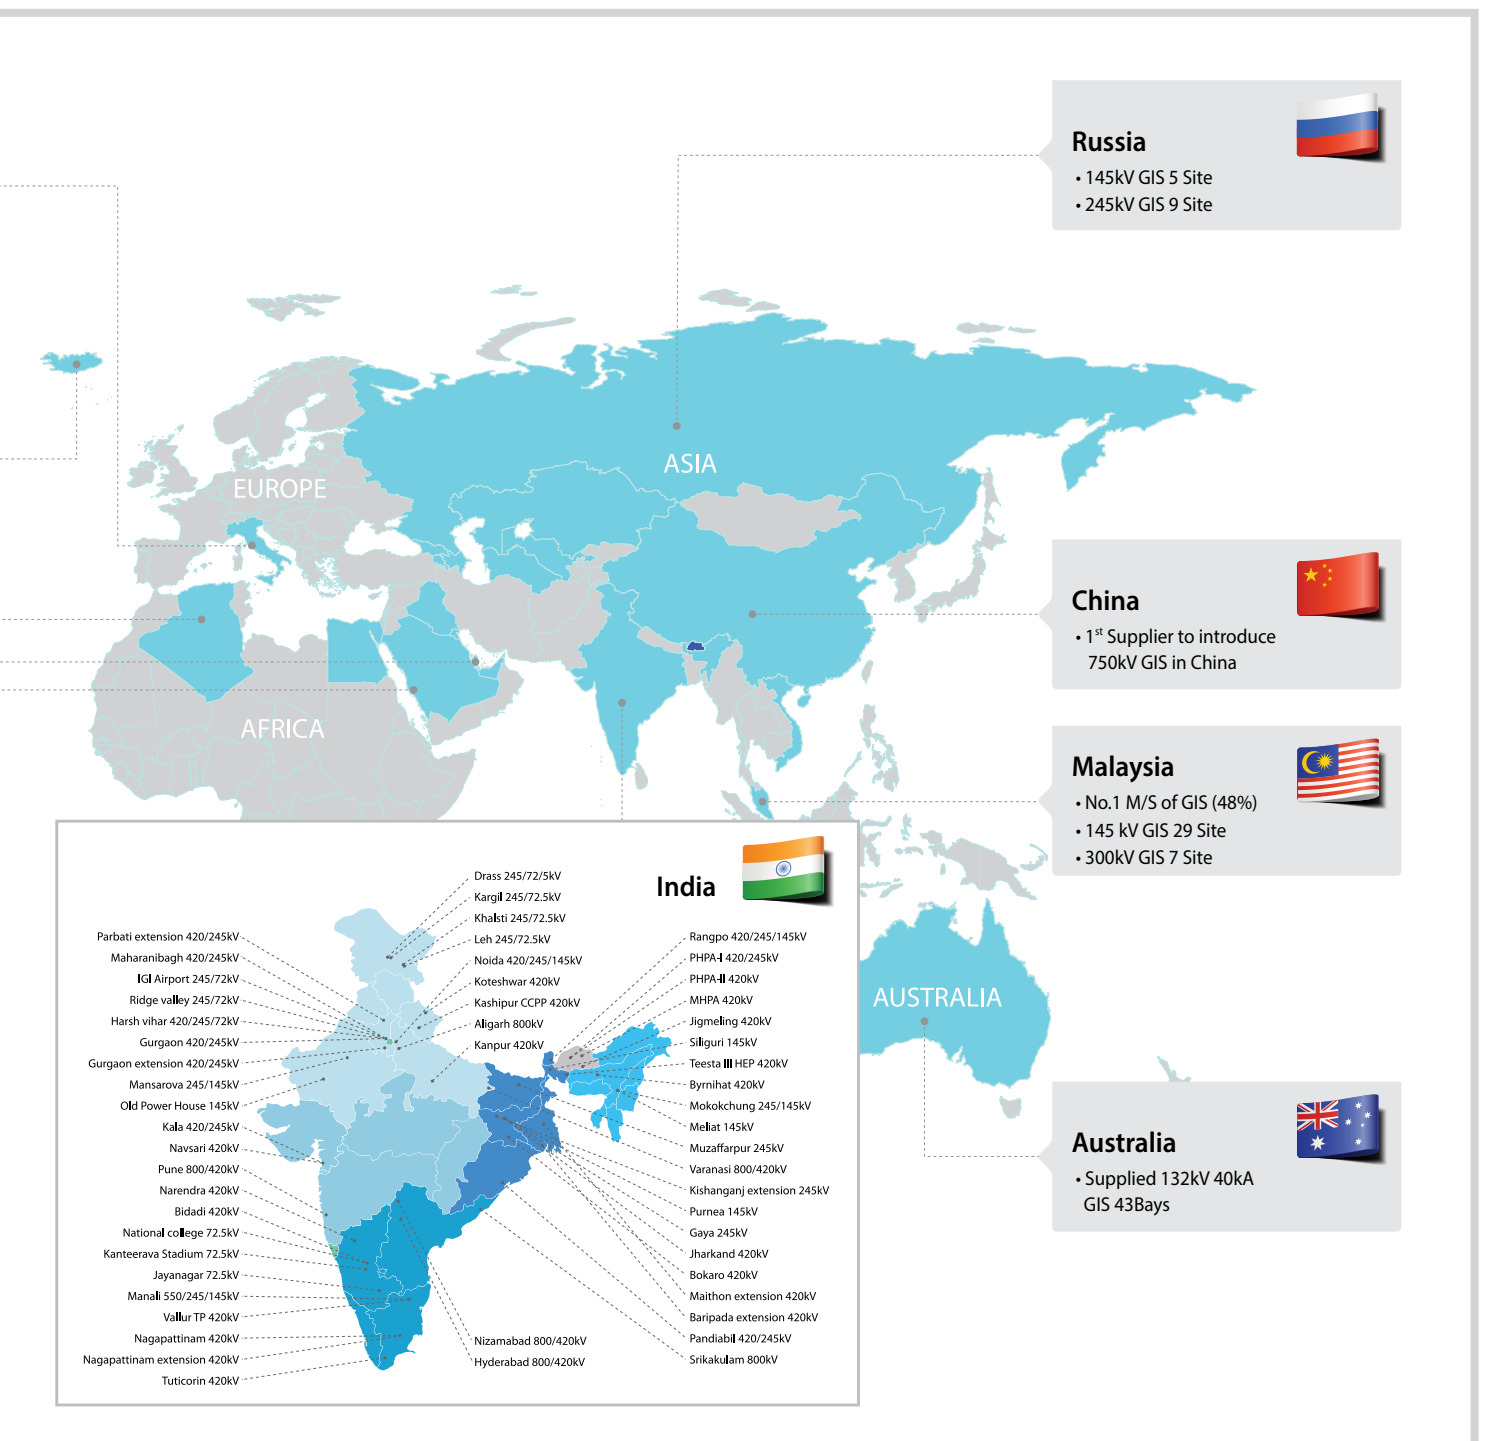 Russia
• 145kV GIS 5 Site
• 245kV GIS 9 Site
ASIA
EUROPE
China
• 1st Supplier to introduce
750kV GIS in China
AFRICA
Malaysia
• No.1 M/S of GIS (48%)
• 145 kV GIS 29 Site
• 300kV GIS 7 Site
AUSTRALIA
Australia
• Supplied 132kV 40kA
GIS 43Bays
India
Parbati extension 420/245kV
Maharanibagh 420/245kV
IGI Airport 245/72kV
Ridge valley 245/72kV
Harsh vihar 420/245/72kV
Gurgaon 420/245kV
Gurgaon extension 420/245kV
Mansarova 245/145kV
Old Power House 145kV
Kala 420/245kV
Navsari 420kV
Pune 800/420kV
Narendra 420kV
Bidadi 420kV
National college 72.5kV
Kanteerava Stadium 72.5kV
Jayanagar 72.5kV
Manali 550/245/145kV
Vallur TP 420kV
Nagapattinam 420kV
Nagapattinam extension 420kV
Tuticorin 420kV
Drass 245/72/5kV
Kargil 245/72.5kV
Khalsti 245/72.5kV
Leh 245/72.5kV
Noida 420/245/145kV
Koteshwar 420kV
Kashipur CCPP 420kV
Aligarh 800kV
Kanpur 420kV
Nizamabad 800/420kV
Hyderabad 800/420kV
Rangpo 420/245/145kV
PHPA-I 420/245kV
PHPA-II 420kV
MHPA 420kV
Jigmeling 420kV
Siliguri 145kV
Teesta III HEP 420kV
Byrnihat 420kV
Mokokchung 245/145kV
Meliat 145kV
Muzaffarpur 245kV
Varanasi 800/420kV
Kishanganj extension 245kV
Purnea 145kV
Gaya 245kV
Jharkand 420kV
Bokaro 420kV
Maithon extension 420kV
Baripada extension 420kV
Pandiabil 420/245kV
Srikakulam 800kV